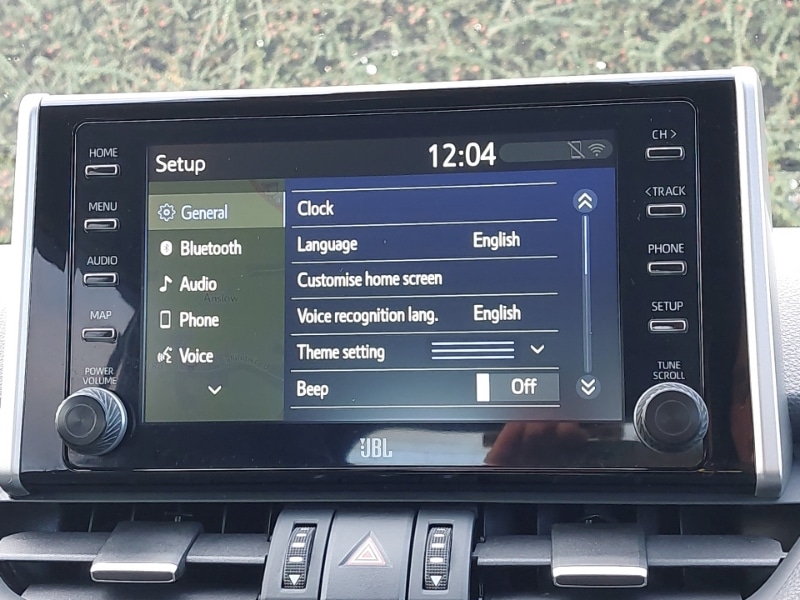 HOME
MENU
AUDIO
MAP
POWER
VOLUME
Setup 12:04
General
Bluetooth
Audio
Phone
Voice
Clock
Language English
Customise home screen
Voice recognition lang. English
Theme setting
Beep Off
CH >
< TRACK
PHONE
SETUP
TUNE
SCROLL
JBL